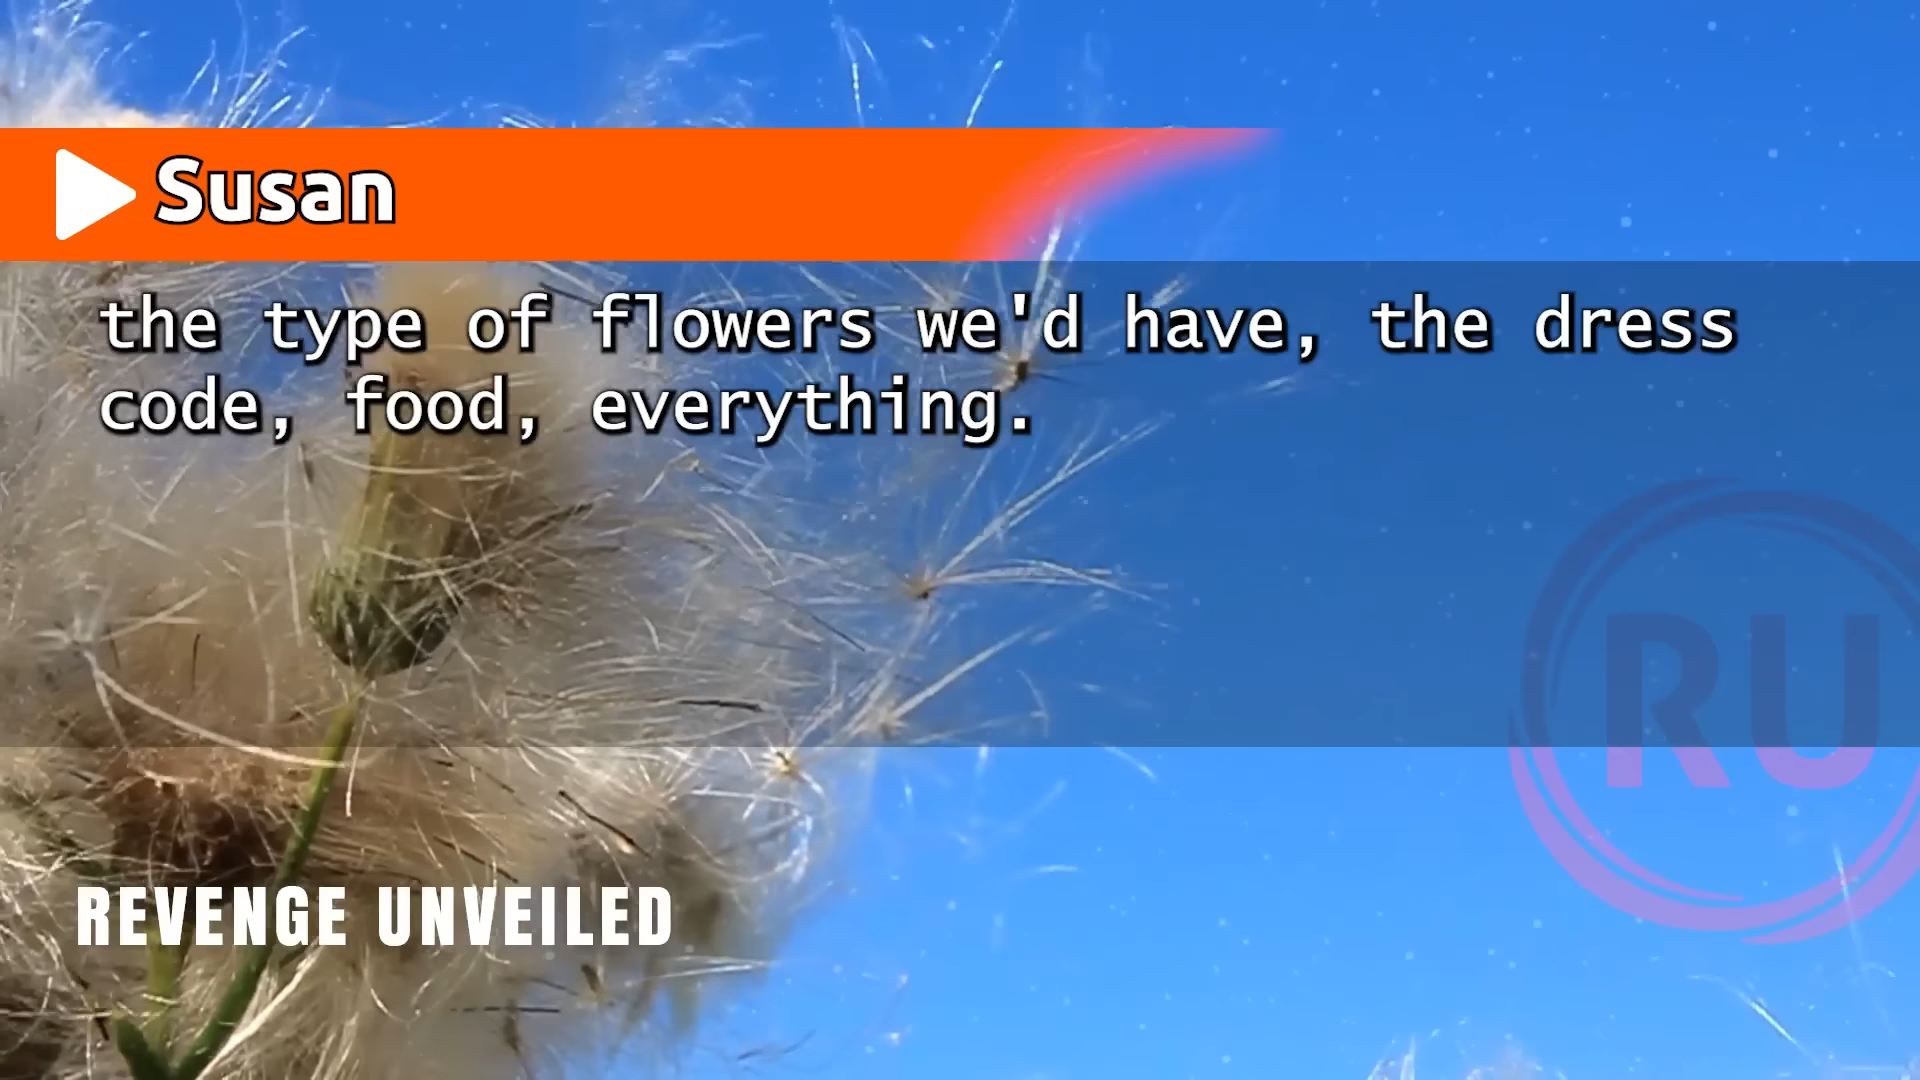 Susan
the type of flowers we'd have, the dress
code, food, everything.
RU
REVENGE UNVEILED